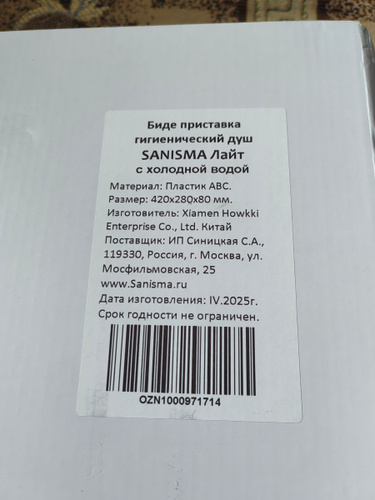 Биде приставка
гигиенический душ
SANISMA Лайт
с холодной водой
Материал: Пластик АВС.
Размер: 420x280x80 мм.
Изготовитель: Xiamen Howkki
Enterprise Co., Ltd. Китай
Поставщик: ИП Синицкая С.А.,
119330, Россия, г. Москва, ул.
Мосфильмовская, 25
www.Sanisma.ru
Дата изготовления: IV.2025г.
Срок годности не ограничен.
OZN1000971714